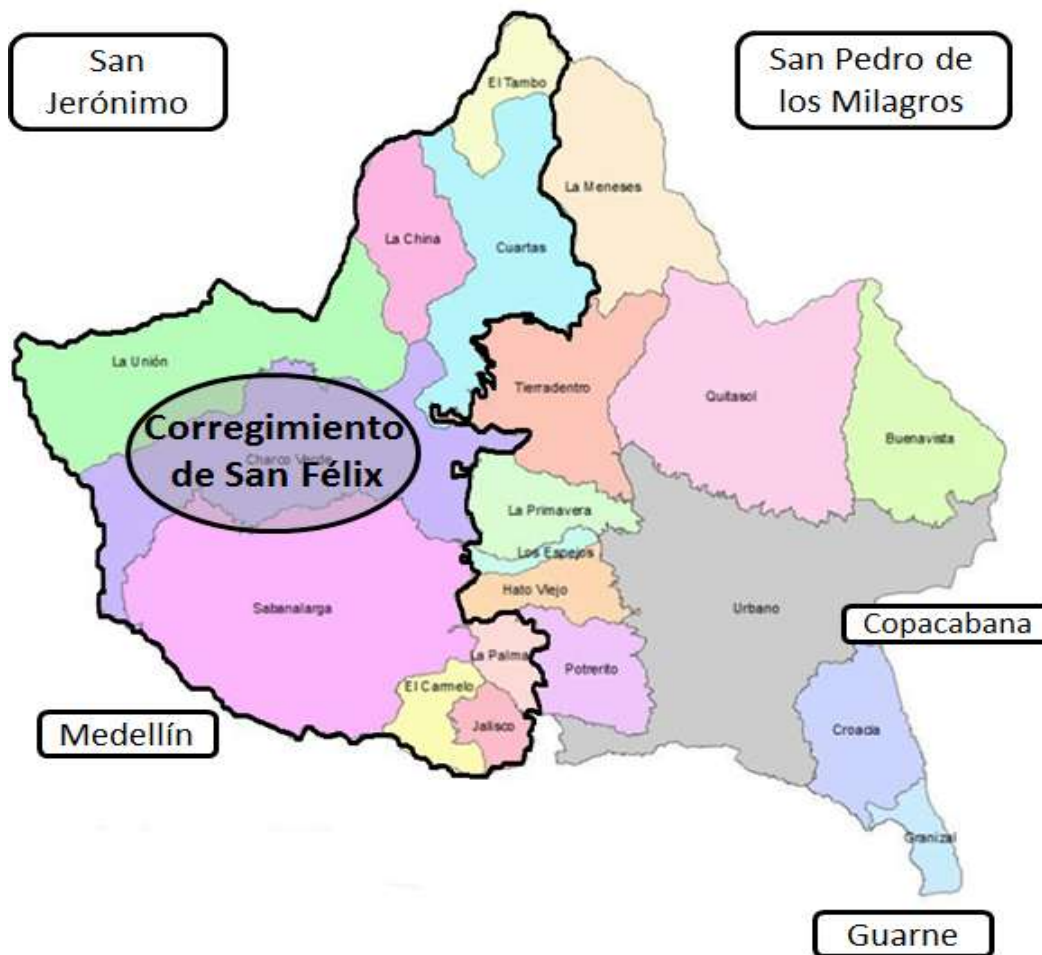 San
Jerónimo
San Pedro de
los Milagros
El Tambo
La Meneses
La China
Cuartas
La Unión
Tierradentro
Quitasol
Buenavista
Corregimiento
Charco Verde
de San Félix
La Primavera
Los Espejos
Hato Viejo
Sabanalarga
Urbano
Copacabana
La Palma
Potrerito
El Carmelo
Medellín
Jalisco
Croacia
Granizal
Guarne